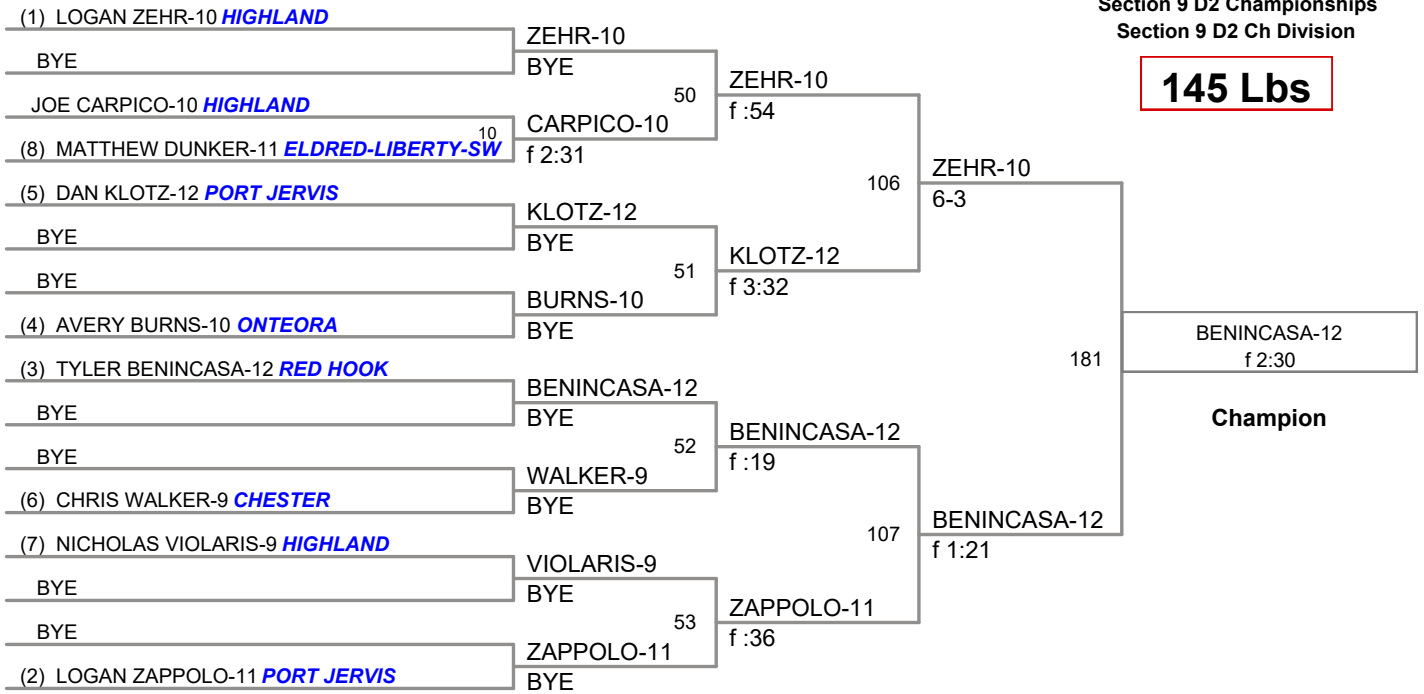 Section 9 D2 Championships
Section 9 D2 Ch Division
145 Lbs
(1) LOGAN ZEHR-10 HIGHLAND
BYE
JOE CARPICO-10 HIGHLAND
10
(8) MATTHEW DUNKER-11 ELDRED-LIBERTY-SW
(5) DAN KLOTZ-12 PORT JERVIS
BYE
BYE
(4) AVERY BURNS-10 ONTEORA
(3) TYLER BENINCASA-12 RED HOOK
BYE
BYE
(6) CHRIS WALKER-9 CHESTER
(7) NICHOLAS VIOLARIS-9 HIGHLAND
BYE
BYE
(2) LOGAN ZAPPOLO-11 PORT JERVIS
ZEHR-10
BYE
50
CARPICO-10
f 2:31
KLOTZ-12
BYE
51
BURNS-10
BYE
BENINCASA-12
BYE
52
WALKER-9
BYE
VIOLARIS-9
BYE
53
ZAPPOLO-11
BYE
ZEHR-10
f :54
106
KLOTZ-12
f 3:32
BENINCASA-12
f :19
107
ZAPPOLO-11
f :36
ZEHR-10
6-3
181
BENINCASA-12
f 1:21
BENINCASA-12
f 2:30
Champion